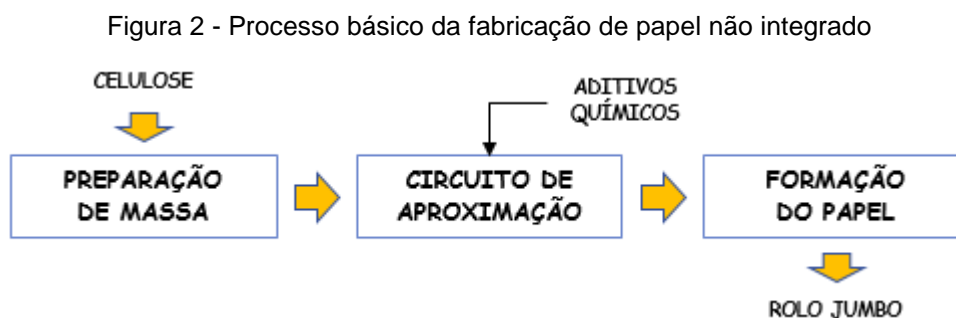 Figura 2 - Processo básico da fabricação de papel não integrado
CELULOSE
ADITIVOS
QUÍMICOS
PREPARAÇÃO
DE MASSA
CIRCUITO DE
APROXIMAÇÃO
FORMAÇÃO
DO PAPEL
ROLO JUMBO